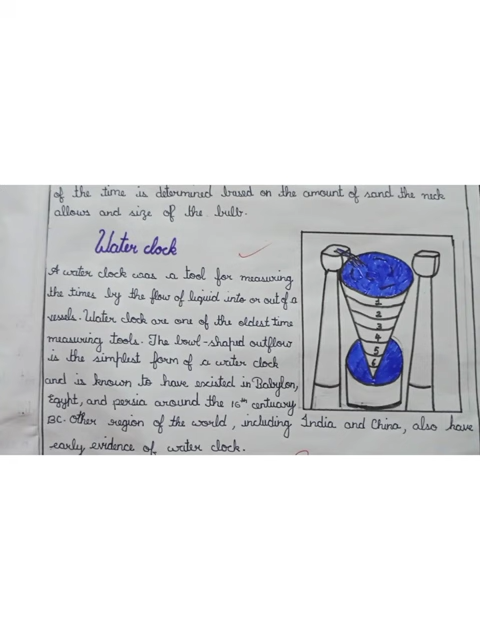 of the time is determined based on the amount of sand the neck
allows and size of the bulb.
Water clock
A water clock waas a tool for measuring
the times by the flow of liquid into or out of a
vessels. Water clock are one of the oldest time
measuring tools. The bowl-shaped outflow
is the simplest form of a water clock
and is known to have excisted in Babylon,
Egyht, and persia around the 16th centuary
BC. Other region of the world, including India and China, also have
early evidence of water clock.
1
2
3
4
5
6